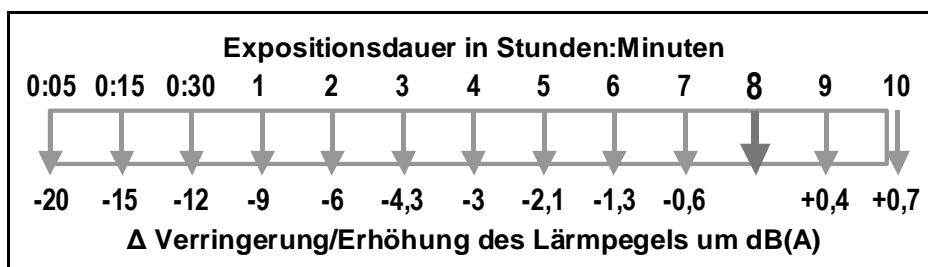 Expositionsdauer in Stunden:Minuten
0:05 0:15 0:30 1 2 3 4 5 6 7 8 9 10
-20 -15 -12 -9 -6 -4,3 -3 -2,1 -1,3 -0,6 +0,4 +0,7
Δ Verringerung/Erhöhung des Lärmpegels um dB(A)